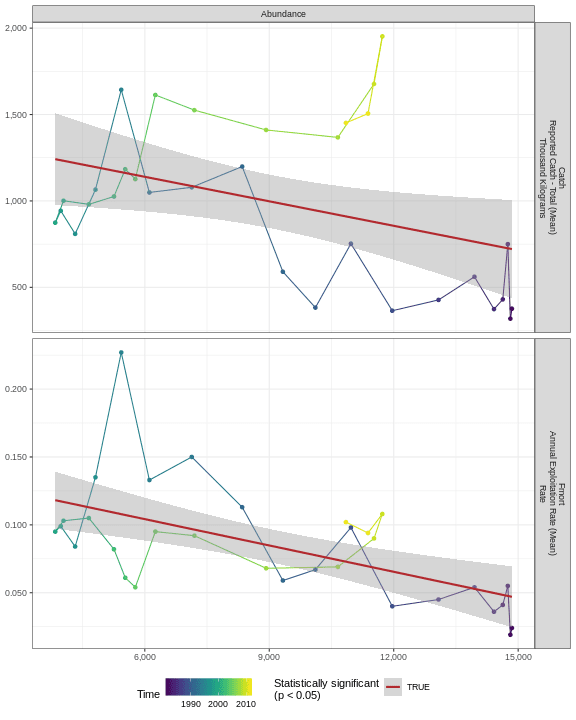 Abundance
2,000
1,500
1,000
500
Catch
Reported Catch - Total (Mean)
Thousand Kilograms
0.200
0.150
0.100
0.050
Fmort
Annual Exploitation Rate (Mean)
Rate
6,000 9,000 12,000 15,000
Time
1990 2000 2010
Statistically significant
(p < 0.05)
TRUE